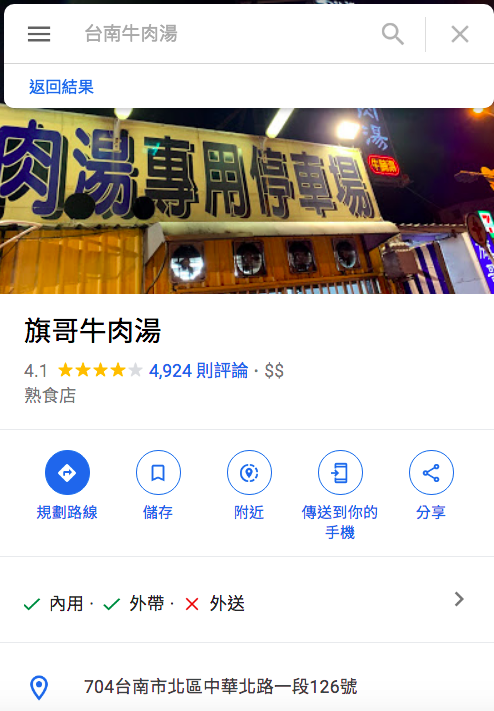 台南牛肉湯
返回結果
肉湯專用停車場
肉湯
旗哥牛肉湯
4.1 4,924 則評論 · $$
熟食店
規劃路線 儲存 附近 傳送到你的手機 分享
內用 · 外帶 · 外送
704台南市北區中華北路一段126號